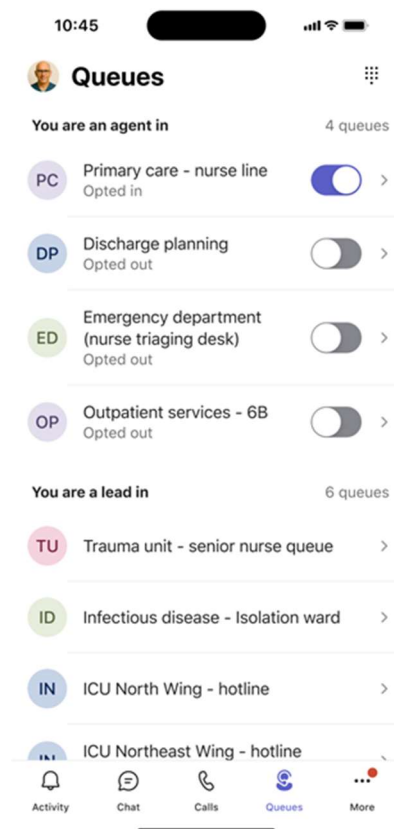 10:45
Queues
You are an agent in 4 queues
PC Primary care - nurse line
Opted in
DP Discharge planning
Opted out
Emergency department
ED (nurse triaging desk)
Opted out
OP Outpatient services - 6B
Opted out
You are a lead in 6 queues
TU Trauma unit - senior nurse queue
ID Infectious disease - Isolation ward
IN ICU North Wing - hotline
IN ICU Northeast Wing - hotline
Activity Chat Calls Queues More